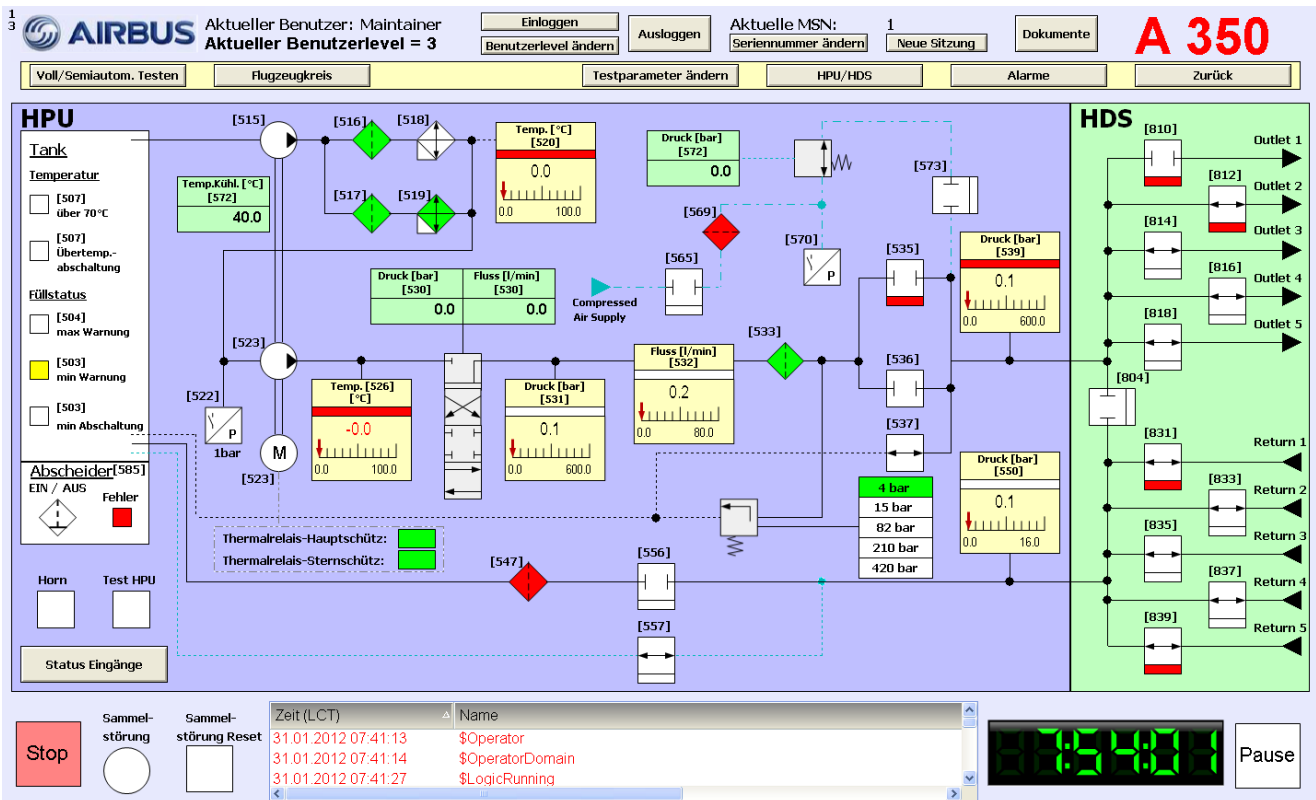 1
3
AIRBUS
Aktueller Benutzer: Maintainer
Aktueller Benutzerlevel = 3
Einloggen
Benutzerlevel ändern
Ausloggen
Aktuelle MSN: 1
Seriennummer ändern
Neue Sitzung
Dokumente
A 350
Voll/Semiautom. Testen
Flugzeugkreis
Testparameter ändern
HPU/HDS
Alarme
Zurück
HPU
Tank
Temperatur
[507]
über 70°C
[507]
Übertemp.-
abschaltung
Füllstatus
[504]
max Warnung
[503]
min Warnung
[503]
min Abschaltung
Abscheider[585]
EIN / AUS
Fehler
Horn
Test HPU
Status Eingänge
[515]
[516]
[518]
[517]
[519]
Temp.Kühl. [°C]
[572]
40.0
Temp. [°C]
[520]
0.0
0.0 100.0
Druck [bar]
[572]
0.0
[573]
[569]
[570]
P
[565]
Compressed
Air Supply
[535]
Druck [bar]
[539]
0.1
0.0 600.0
Druck [bar]
[530]
0.0
Fluss [l/min]
[530]
0.0
[523]
[522]
P
1bar
M
[523]
Temp. [526]
[°C]
-0.0
0.0 100.0
Druck [bar]
[531]
0.1
0.0 600.0
Fluss [l/min]
[532]
0.2
0.0 80.0
[533]
[536]
[537]
Druck [bar]
[550]
0.1
0.0 16.0
4 bar
15 bar
82 bar
210 bar
420 bar
Thermalrelais-Hauptschütz:
Thermalrelais-Sternschütz:
[547]
[556]
[557]
HDS
[810]
Outlet 1
[812]
Outlet 2
[814]
Outlet 3
[816]
Outlet 4
[818]
Outlet 5
[804]
[831]
Return 1
[833]
Return 2
[835]
Return 3
[837]
Return 4
[839]
Return 5
Stop
Sammel-
störung
Sammel-
störung Reset
Zeit (LCT) Name
31.01.2012 07:41:13 $Operator
31.01.2012 07:41:14 $OperatorDomain
31.01.2012 07:41:27 $LogicRunning
7:54:01
Pause